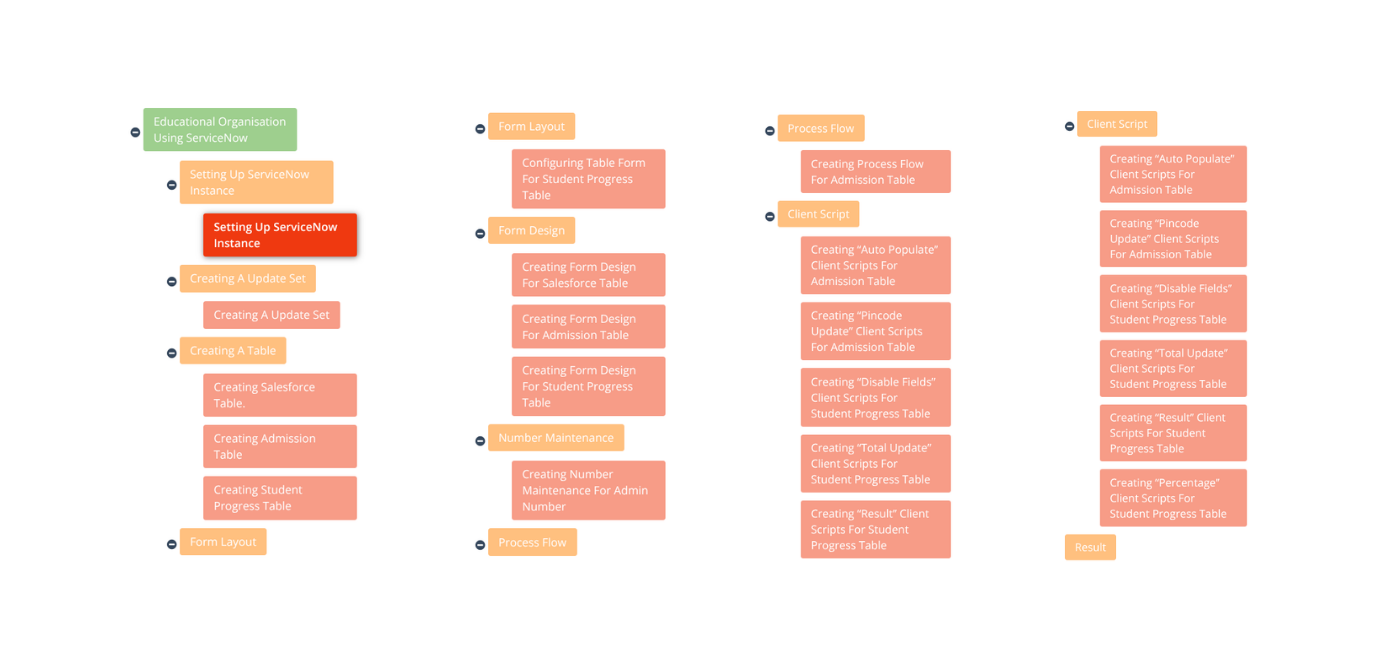 Educational Organisation
Using ServiceNow
Setting Up ServiceNow
Instance
Setting Up ServiceNow
Instance
Creating A Update Set
Creating A Update Set
Creating A Table
Creating Salesforce
Table.
Creating Admission
Table
Creating Student
Progress Table
Form Layout
Form Layout
Configuring Table Form
For Student Progress
Table
Form Design
Creating Form Design
For Salesforce Table
Creating Form Design
For Admission Table
Creating Form Design
For Student Progress
Table
Number Maintenance
Creating Number
Maintenance For Admin
Number
Process Flow
Process Flow
Creating Process Flow
For Admission Table
Client Script
Creating “Auto Populate”
Client Scripts For
Admission Table
Creating “Pincode
Update” Client Scripts
For Admission Table
Creating “Disable Fields”
Client Scripts For
Student Progress Table
Creating “Total Update”
Client Scripts For
Student Progress Table
Creating “Result” Client
Scripts For Student
Progress Table
Client Script
Creating “Auto Populate”
Client Scripts For
Admission Table
Creating “Pincode
Update” Client Scripts
For Admission Table
Creating “Disable Fields”
Client Scripts For
Student Progress Table
Creating “Total Update”
Client Scripts For
Student Progress Table
Creating “Result” Client
Scripts For Student
Progress Table
Creating “Percentage”
Client Scripts For
Student Progress Table
Result